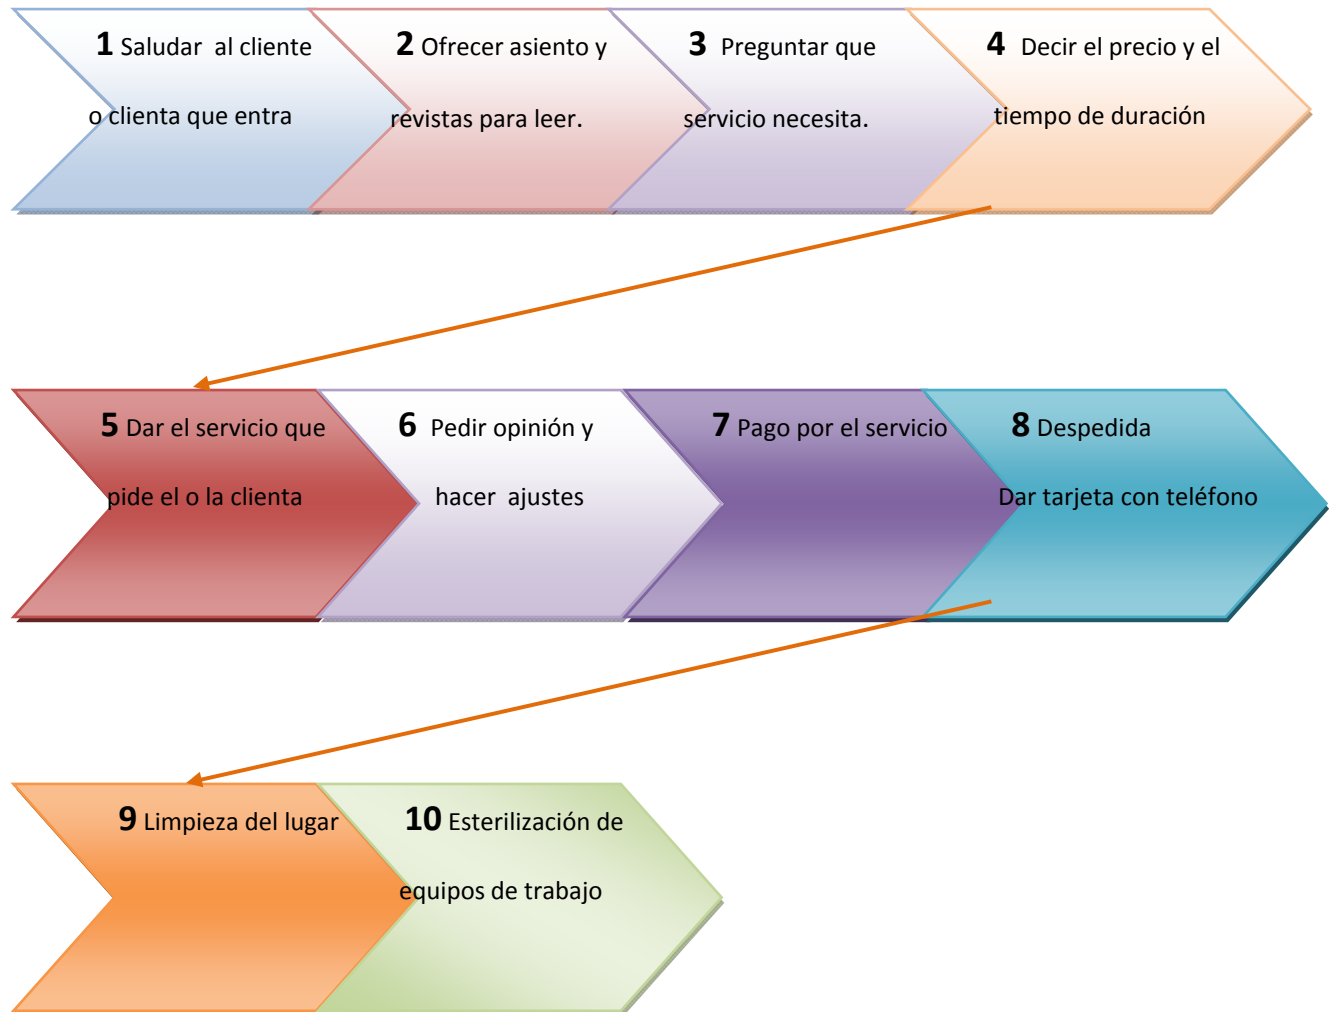 1 Saludar al cliente
o clienta que entra
2 Ofrecer asiento y
revistas para leer.
3 Preguntar que
servicio necesita.
4 Decir el precio y el
tiempo de duración
5 Dar el servicio que
pide el o la clienta
6 Pedir opinión y
hacer ajustes
7 Pago por el servicio
8 Despedida
Dar tarjeta con teléfono
9 Limpieza del lugar
10 Esterilización de
equipos de trabajo